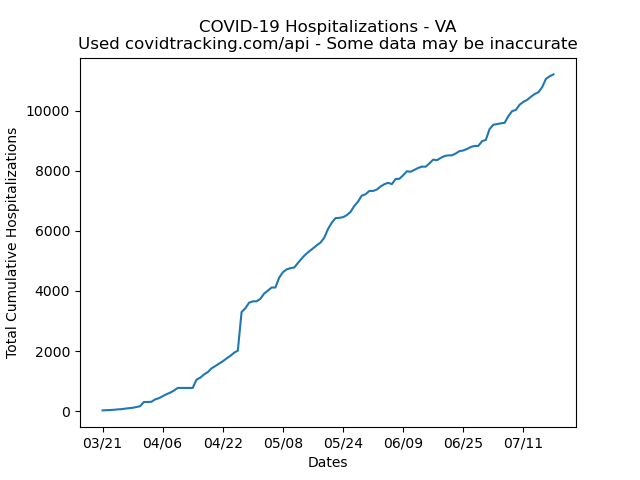 COVID-19 Hospitalizations - VA
Used covidtracking.com/api - Some data may be inaccurate
Total Cumulative Hospitalizations
10000
8000
6000
4000
2000
0
03/21 04/06 04/22 05/08 05/24 06/09 06/25 07/11
Dates